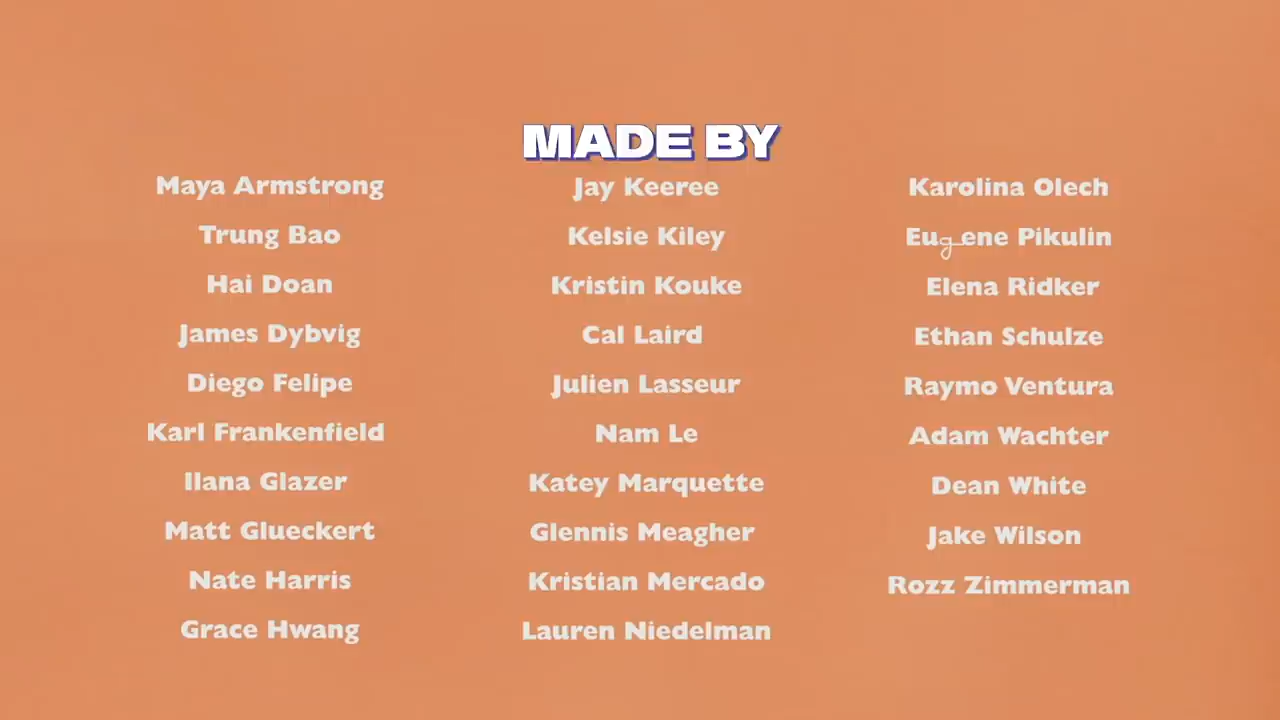 MADE BY
Maya Armstrong
Trung Bao
Hai Doan
James Dybvig
Diego Felipe
Karl Frankenfield
Ilana Glazer
Matt Glueckert
Nate Harris
Grace Hwang
Jay Keeree
Kelsie Kiley
Kristin Kouke
Cal Laird
Julien Lasseur
Nam Le
Katey Marquette
Glennis Meagher
Kristian Mercado
Lauren Niedelman
Karolina Olech
Eugene Pikulin
Elena Ridker
Ethan Schulze
Raymo Ventura
Adam Wachter
Dean White
Jake Wilson
Rozz Zimmerman